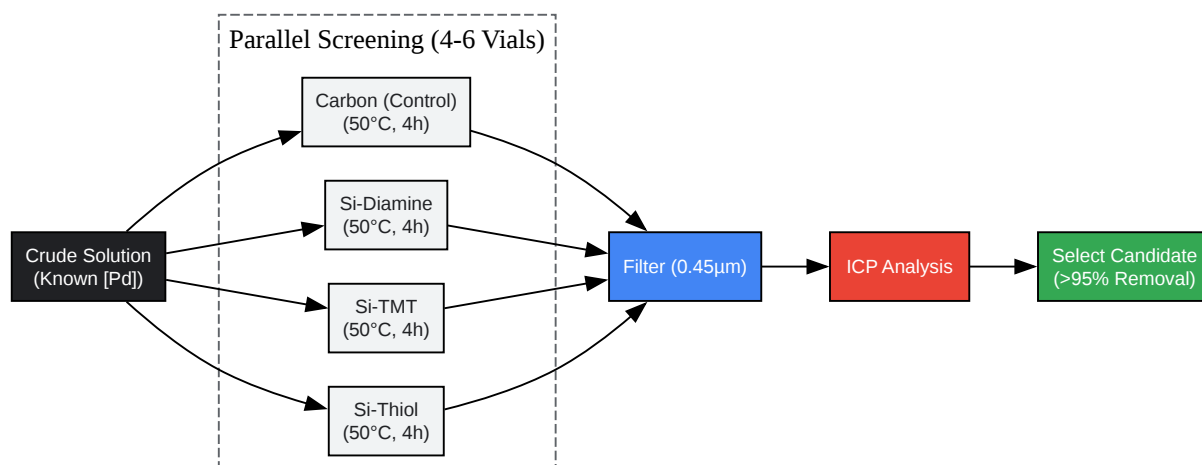 Parallel Screening (4-6 Vials)
Carbon (Control)
(50°C, 4h)
Si-Diamine
(50°C, 4h)
Crude Solution
(Known [Pd])
Filter (0.45µm)
ICP Analysis
Select Candidate
(>95% Removal)
Si-TMT
(50°C, 4h)
Si-Thiol
(50°C, 4h)